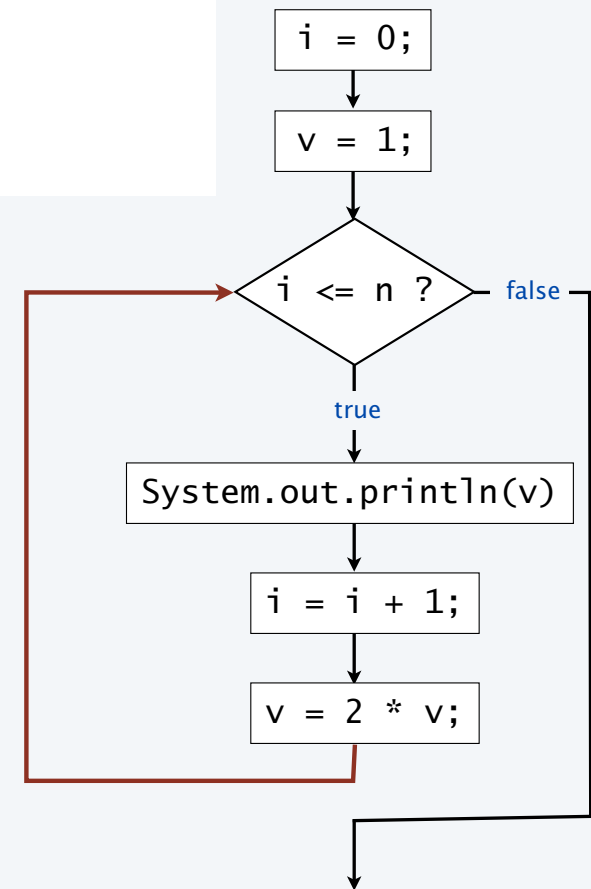 i = 0;
v = 1;
i <= n ?
false
true
System.out.println(v)
i = i + 1;
v = 2 * v;